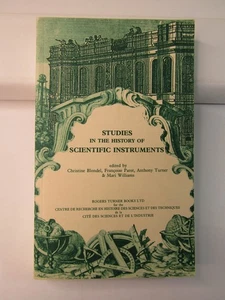 STUDIES
IN THE HISTORY OF
SCIENTIFIC INSTRUMENTS
edited by
Christine Blondel, Françoise Parot, Anthony Turner
& Mari Williams
ROGERS TURNER BOOKS LTD
for the
CENTRE DE RECHERCHE EN HISTOIRE DES SCIENCES ET DES TECHNIQUES
de la
CITÉ DES SCIENCES ET DE L'INDUSTRIE